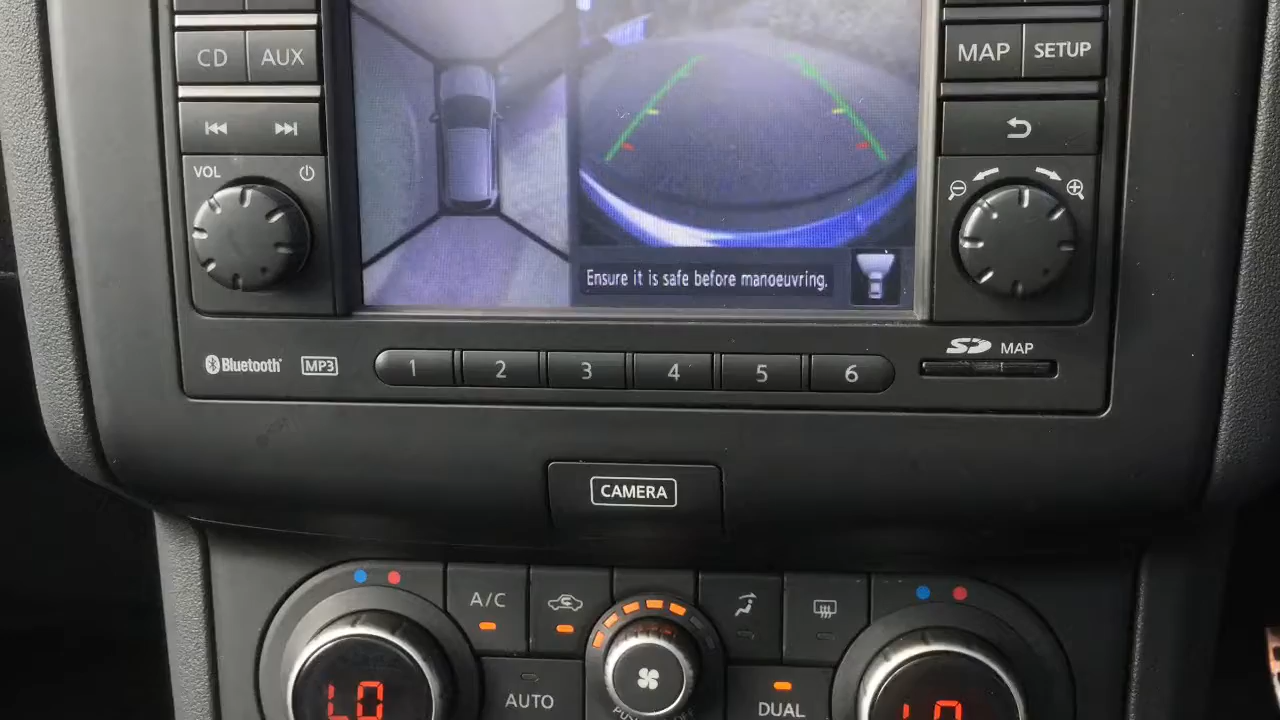 CD
AUX
MAP
SETUP
VOL
Ensure it is safe before manoeuvring.
Bluetooth
MP3
1
2
3
4
5
6
SD
MAP
CAMERA
A/C
LO
AUTO
DUAL
LO